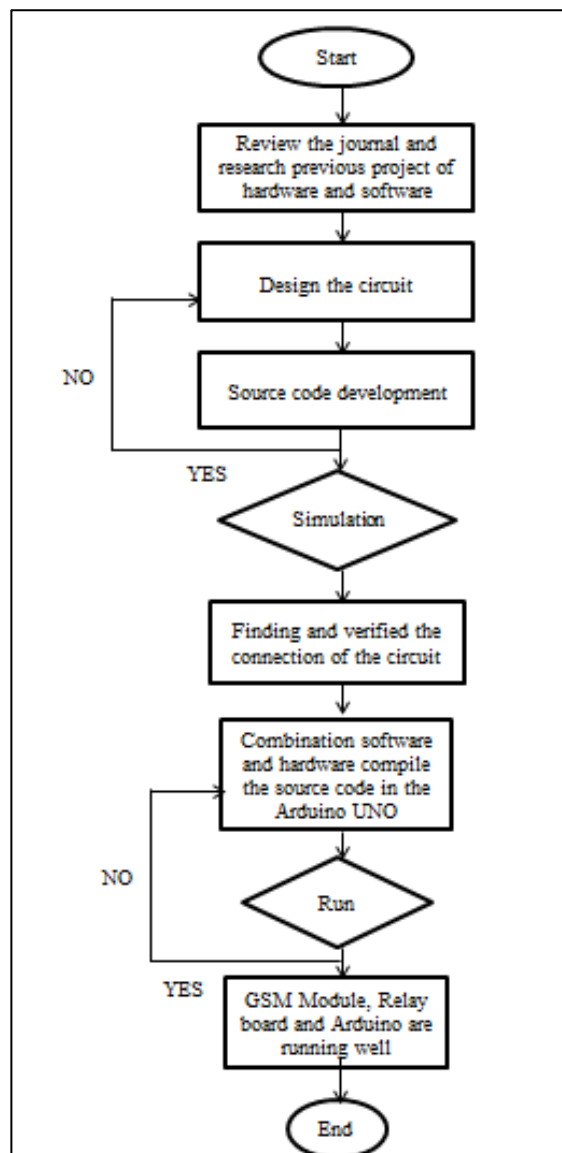 Start
Review the journal and
research previous project of
hardware and software
Design the circuit
NO
Source code development
YES
Simulation
Finding and verified the
connection of the circuit
Combination software
and hardware compile
the source code in the
Arduino UNO
NO
Run
YES
GSM Module, Relay
board and Arduino are
running well
End